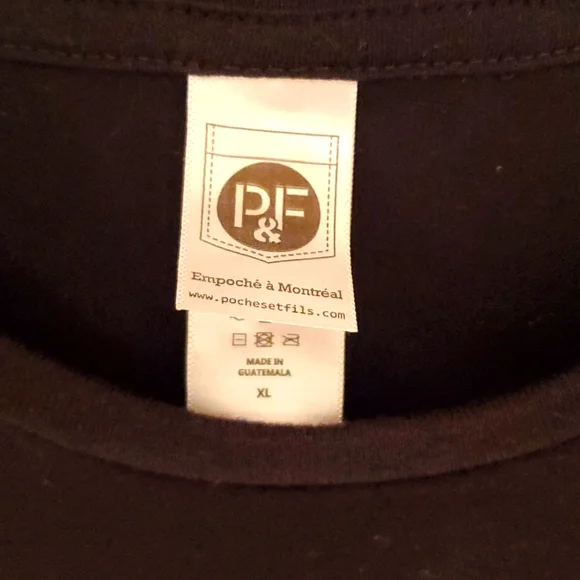 P&F
Empoché à Montréal
www.pochesetfils.com
MADE IN
GUATEMALA
XL